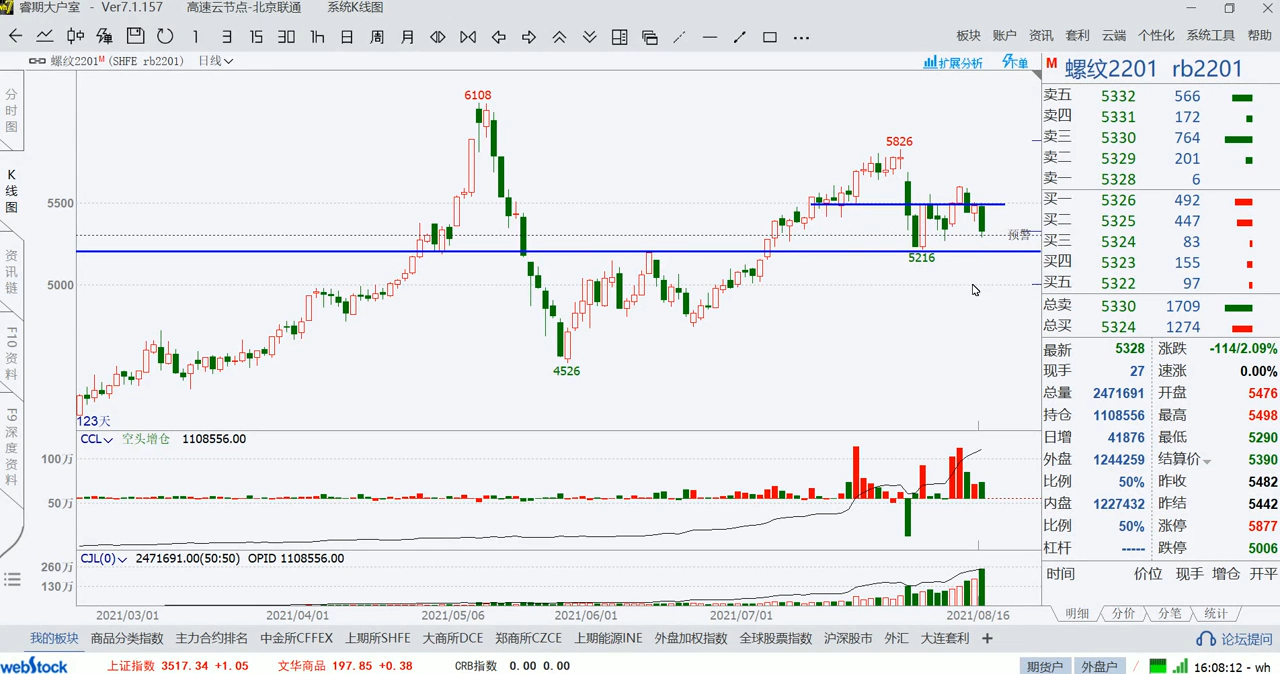 睿期大户室 - Ver7.1.157 高速云节点-北京联通 系统K线图
1 3 15 30 1h 日 周 月
板块 账户 资讯 套利 云端 个性化 系统工具 帮助
螺纹2201M (SHFE rb2201) 日线
扩展分析 下单
M 螺纹2201 rb2201
分时图
K线图
资讯链
F10资料
F9深度资料
6108
5826
5500
预警
5216
5000
4526
123天
CCL 空头增仓 1108556.00
100万
50万
CJL(0) 2471691.00(50:50) OPID 1108556.00
260万
130万
2021/03/01 2021/04/01 2021/05/06 2021/06/01 2021/07/01 2021/08/16
卖五 5332 566
卖四 5331 172
卖三 5330 764
卖二 5329 201
卖一 5328 6
买一 5326 492
买二 5325 447
买三 5324 83
买四 5323 155
买五 5322 97
总卖 5330 1709
总买 5324 1274
最新 5328 涨跌 -114/2.09%
现手 27 速涨 0.00%
总量 2471691 开盘 5476
持仓 1108556 最高 5498
日增 41876 最低 5290
外盘 1244259 结算价 5390
比例 50% 昨收 5482
内盘 1227432 昨结 5442
比例 50% 涨停 5877
杠杆 ----- 跌停 5006
时间 价位 现手 增仓 开平
明细 分价 分笔 统计
我的板块 商品分类指数 主力合约排名 中金所CFFEX 上期所SHFE 大商所DCE 郑商所CZCE 上期能源INE 外盘加权指数 全球股票指数 沪深股市 外汇 大连套利 +
论坛提问
webStock 上证指数 3517.34 +1.05 文华商品 197.85 +0.38 CRB指数 0.00 0.00
期货户 外盘户 16:08:12 - wh